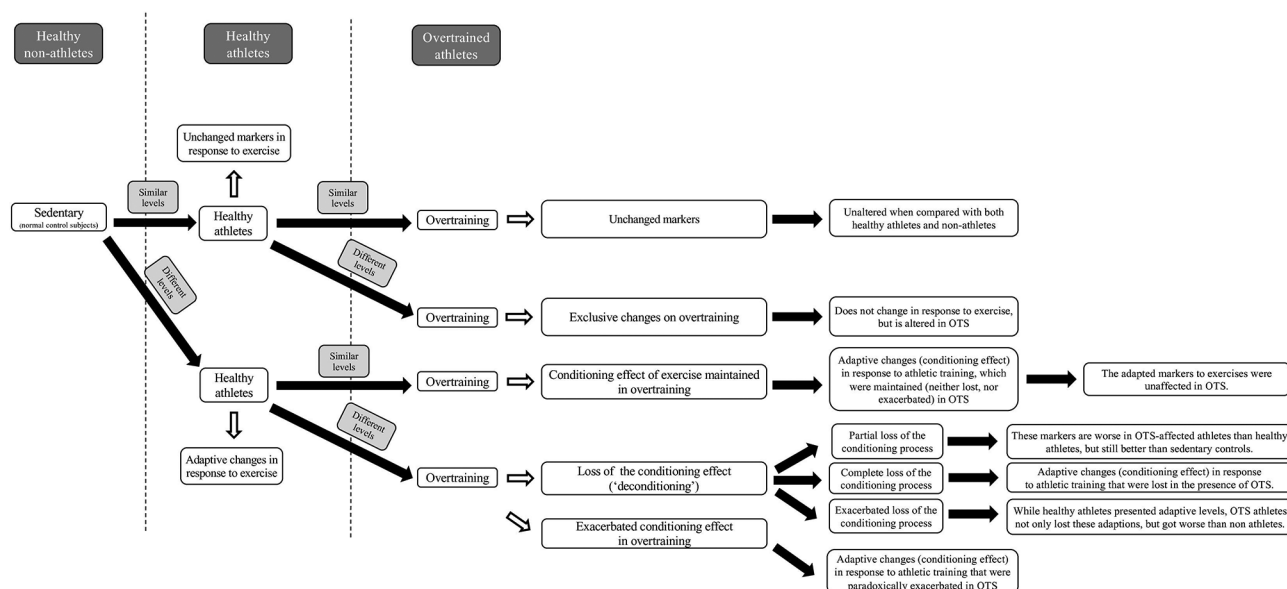 Healthy
non-athletes
Healthy
athletes
Overtrained
athletes
Unchanged markers in
response to exercise
Similar
levels
Similar
levels
Sedentary
(normal control subjects)
Healthy
athletes
Overtraining
Unchanged markers
Unaltered when compared with both
healthy athletes and non-athletes
Different
levels
Different
levels
Overtraining
Exclusive changes on overtraining
Does not change in response to exercise,
but is altered in OTS
Similar
levels
Healthy
athletes
Overtraining
Conditioning effect of exercise maintained
in overtraining
Adaptive changes (conditioning effect)
in response to athletic training, which
were maintained (neither lost, nor
exacerbated) in OTS
The adapted markers to exercises were
unaffected in OTS.
Different
levels
Adaptive changes in
response to exercise
Overtraining
Loss of the conditioning effect
(‘deconditioning’)
Partial loss of the
conditioning process
These markers are worse in OTS-affected athletes than healthy
athletes, but still better than sedentary controls.
Complete loss of the
conditioning process
Adaptive changes (conditioning effect) in response
to athletic training that were lost in the presence of OTS.
Exacerbated loss of the
conditioning process
While healthy athletes presented adaptive levels, OTS athletes
not only lost these adaptions, but got worse than non athletes.
Exacerbated conditioning effect
in overtraining
Adaptive changes (conditioning effect)
in response to athletic training that were
paradoxically exacerbated in OTS